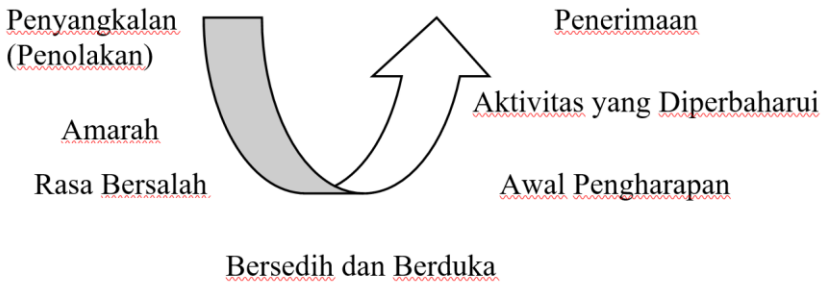 Penyangkalan
(Penolakan)
Amarah
Rasa Bersalah
Bersedih dan Berduka
Awal Pengharapan
Aktivitas yang Diperbaharui
Penerimaan